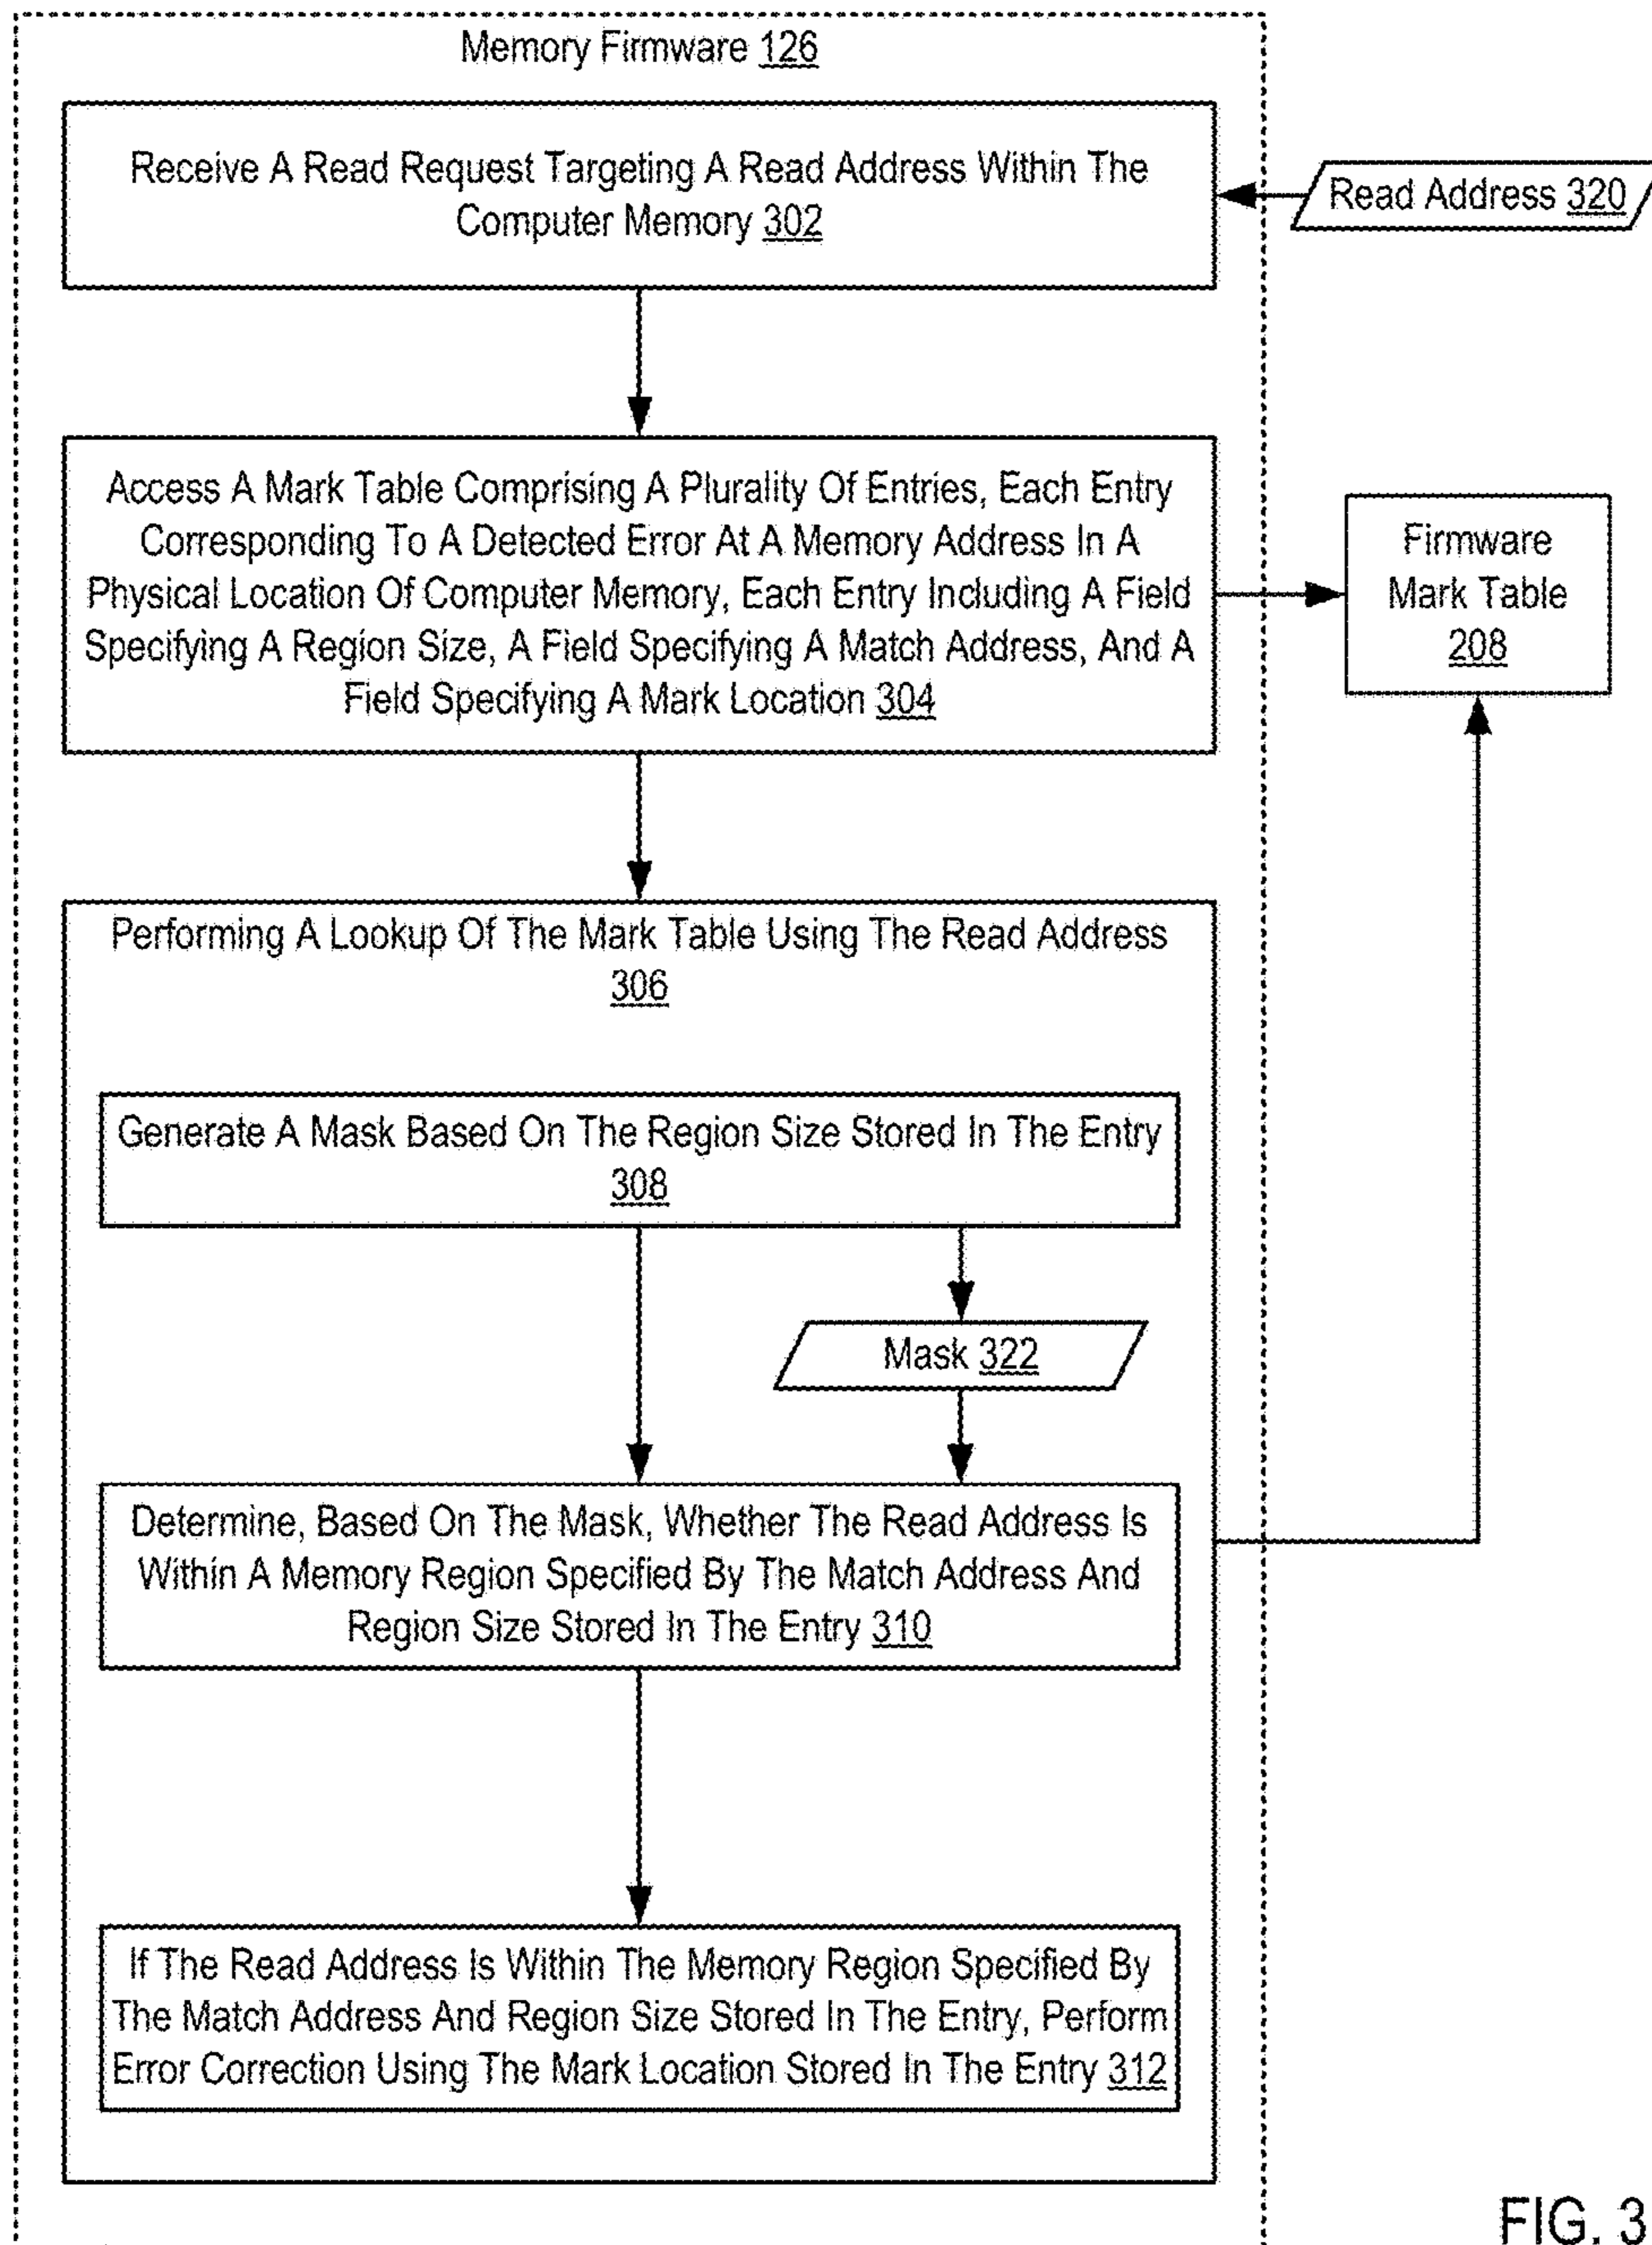 Memory Firmware 126
Receive A Read Request Targeting A Read Address Within The
Computer Memory 302
Read Address 320
Access A Mark Table Comprising A Plurality Of Entries, Each Entry
Corresponding To A Detected Error At A Memory Address In A
Physical Location Of Computer Memory, Each Entry Including A Field
Specifying A Region Size, A Field Specifying A Match Address, And A
Field Specifying A Mark Location 304
Firmware
Mark Table
208
Performing A Lookup Of The Mark Table Using The Read Address
306
Generate A Mask Based On The Region Size Stored In The Entry
308
Mask 322
Determine, Based On The Mask, Whether The Read Address Is
Within A Memory Region Specified By The Match Address And
Region Size Stored In The Entry 310
If The Read Address Is Within The Memory Region Specified By
The Match Address And Region Size Stored In The Entry, Perform
Error Correction Using The Mark Location Stored In The Entry 312
FIG. 3